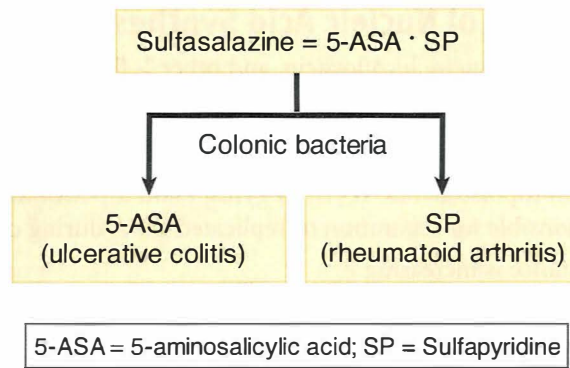 Sulfasalazine = 5-ASA · SP
Colonic bacteria
5-ASA
(ulcerative colitis)
SP
(rheumatoid arthritis)
5-ASA = 5-aminosalicylic acid; SP = Sulfapyridine